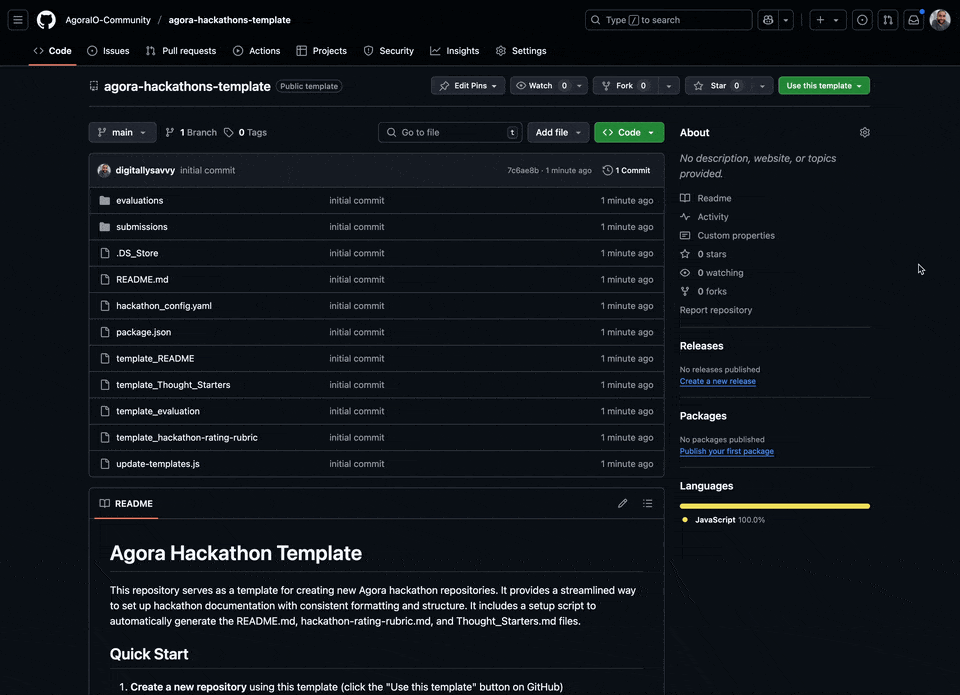 AgoraIO-Community / agora-hackathons-template
Type / to search
Code Issues Pull requests Actions Projects Security Insights Settings
agora-hackathons-template Public template
Edit Pins Watch 0 Fork 0 Star 0 Use this template
main 1 Branch 0 Tags Go to file t Add file Code
digitallysavvy initial commit 7c6ae8b · 1 minute ago 1 Commit
evaluations initial commit 1 minute ago
submissions initial commit 1 minute ago
.DS_Store initial commit 1 minute ago
README.md initial commit 1 minute ago
hackathon_config.yaml initial commit 1 minute ago
package.json initial commit 1 minute ago
template_README initial commit 1 minute ago
template_Thought_Starters initial commit 1 minute ago
template_evaluation initial commit 1 minute ago
template_hackathon-rating-rubric initial commit 1 minute ago
update-templates.js initial commit 1 minute ago
README
Agora Hackathon Template
This repository serves as a template for creating new Agora hackathon repositories. It provides a streamlined way
to set up hackathon documentation with consistent formatting and structure. It includes a setup script to
automatically generate the README.md, hackathon-rating-rubric.md, and Thought_Starters.md files.
Quick Start
1. Create a new repository using this template (click the "Use this template" button on GitHub)
About
No description, website, or topics
provided.
Readme
Activity
Custom properties
0 stars
0 watching
0 forks
Report repository
Releases
No releases published
Create a new release
Packages
No packages published
Publish your first package
Languages
JavaScript 100.0%